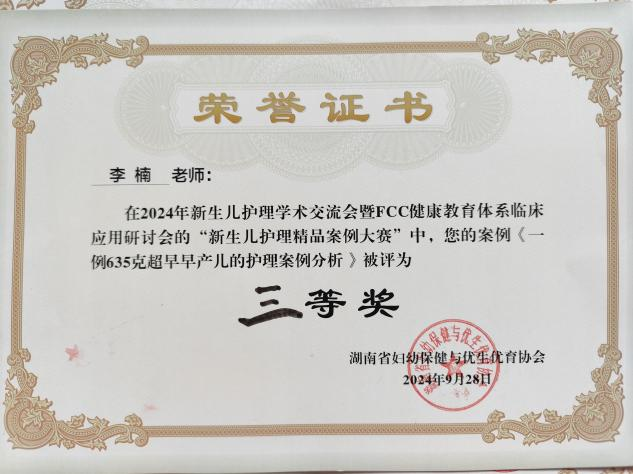 荣誉证书
李楠 老师：
在2024年新生儿护理学术交流会暨FCC健康教育体系临床
应用研讨会的“新生儿护理精品案例大赛”中，您的案例《一
例635克超早早产儿的护理案例分析》被评为
三等奖
湖南省妇幼保健与优生优育协会
2024年9月28日